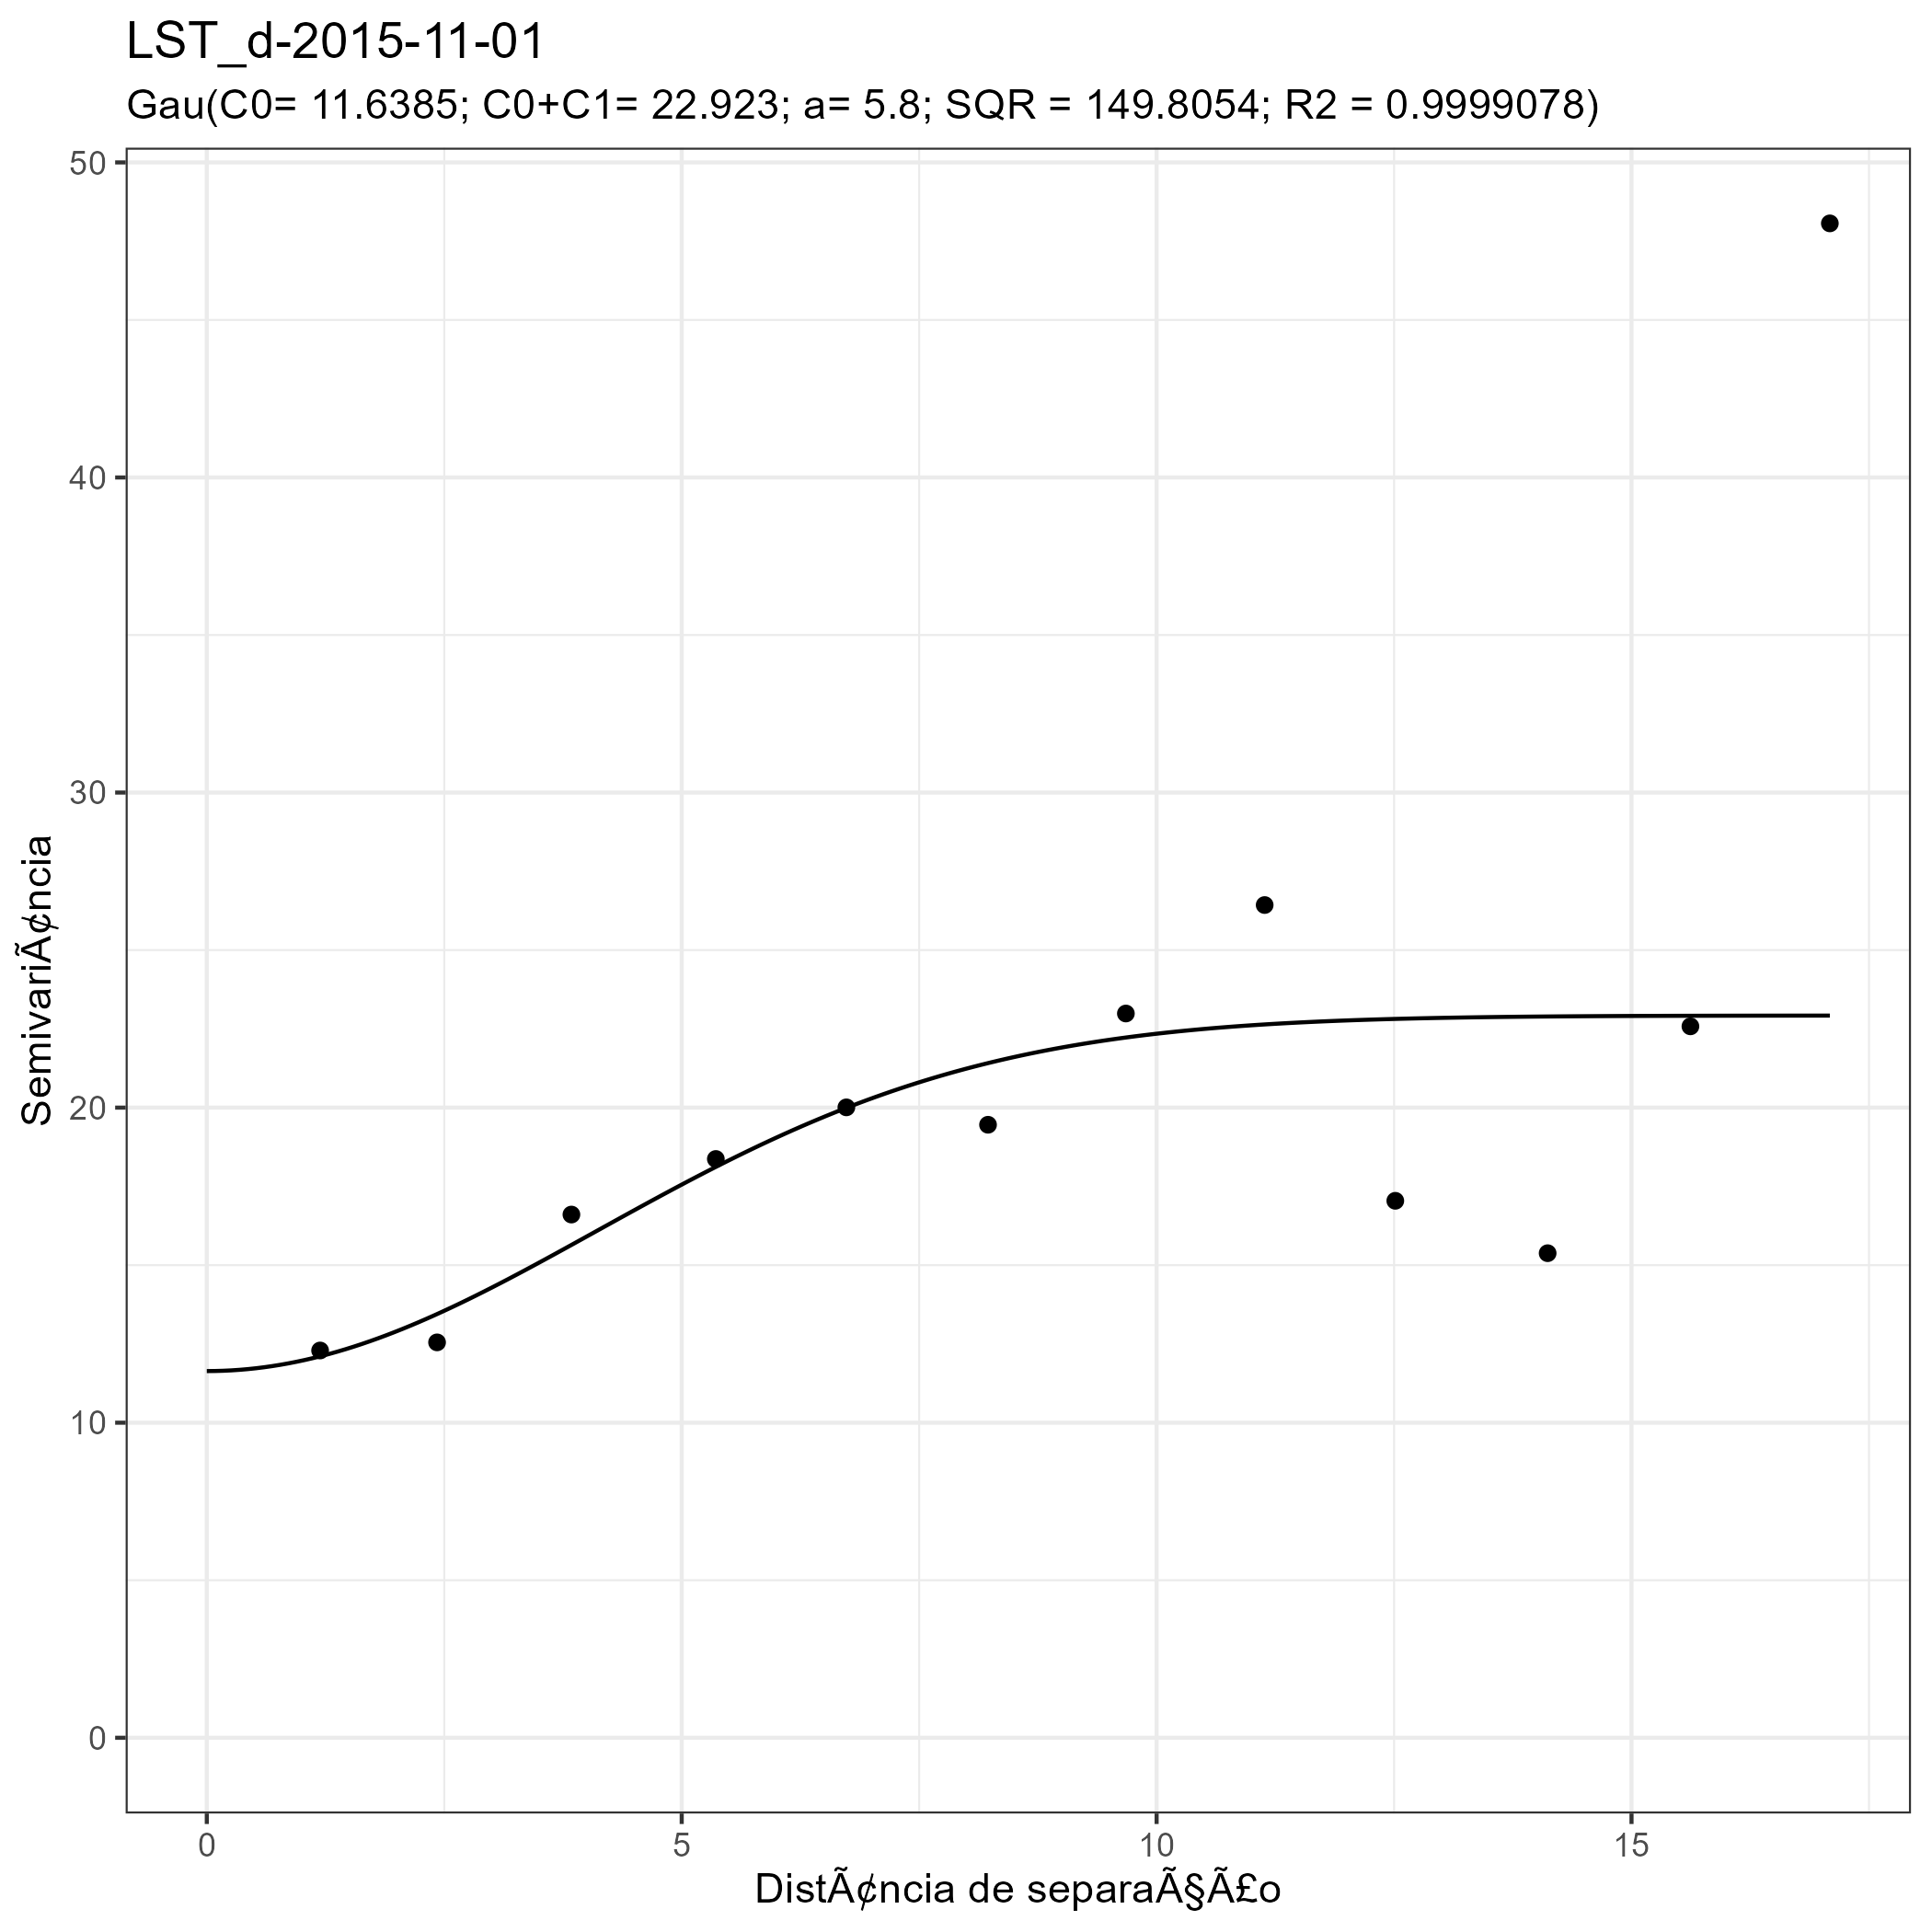 LST_d-2015-11-01
Gau(C0= 11.6385; C0+C1= 22.923; a= 5.8; SQR = 149.8054; R2 = 0.9999078)
50
40
30
20
10
0
SemivariÃ¢ncia
0 5 10 15
DistÃ¢ncia de separaÃ§Ã£o